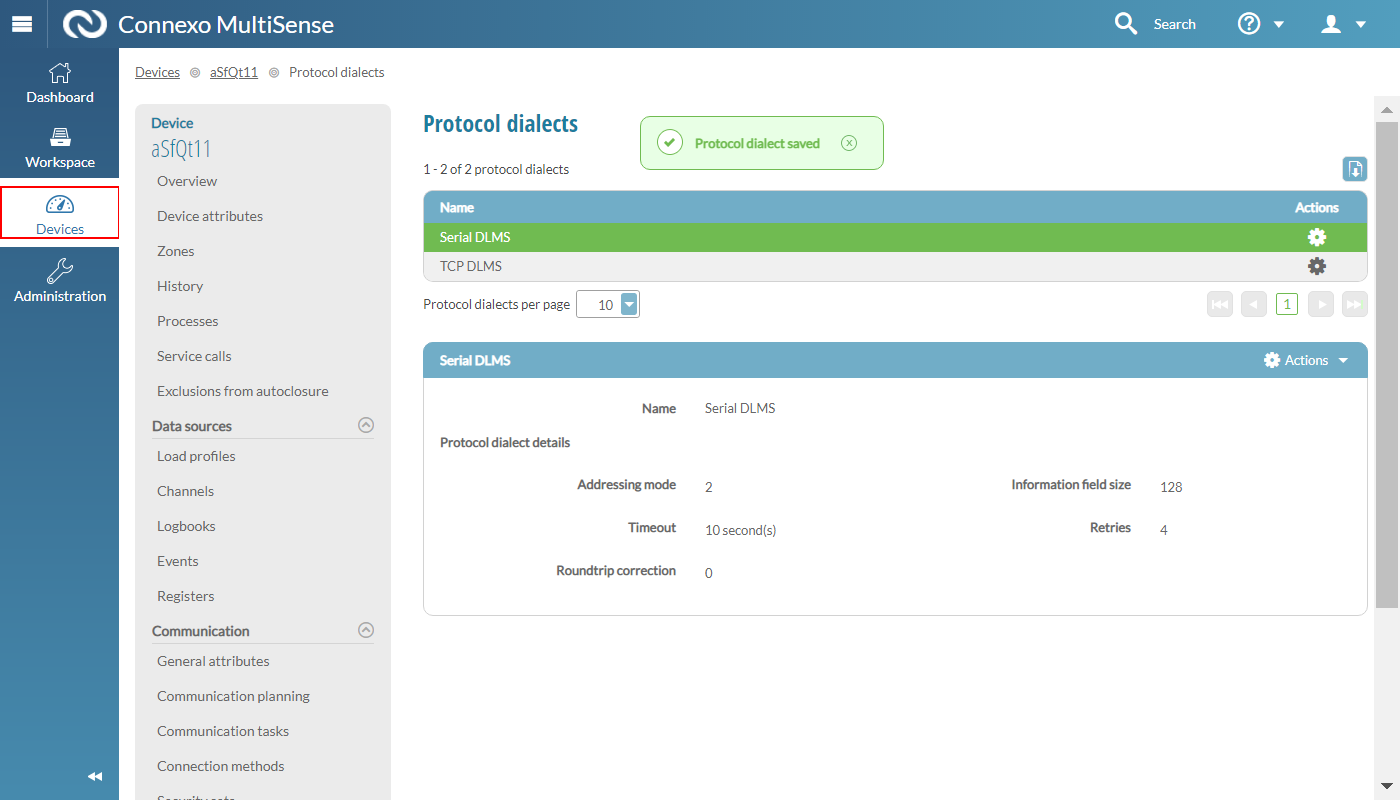 Connexo MultiSense
Search
Dashboard
Workspace
Devices
Administration
Devices aSfQt11 Protocol dialects
Device
aSfQt11
Overview
Device attributes
Zones
History
Processes
Service calls
Exclusions from autoclosure
Data sources
Load profiles
Channels
Logbooks
Events
Registers
Communication
General attributes
Communication planning
Communication tasks
Connection methods
Protocol dialects
Protocol dialect saved
1 - 2 of 2 protocol dialects
Name Actions
Serial DLMS
TCP DLMS
Protocol dialects per page 10
1
Serial DLMS Actions
Name Serial DLMS
Protocol dialect details
Addressing mode 2 Information field size 128
Timeout 10 second(s) Retries 4
Roundtrip correction 0